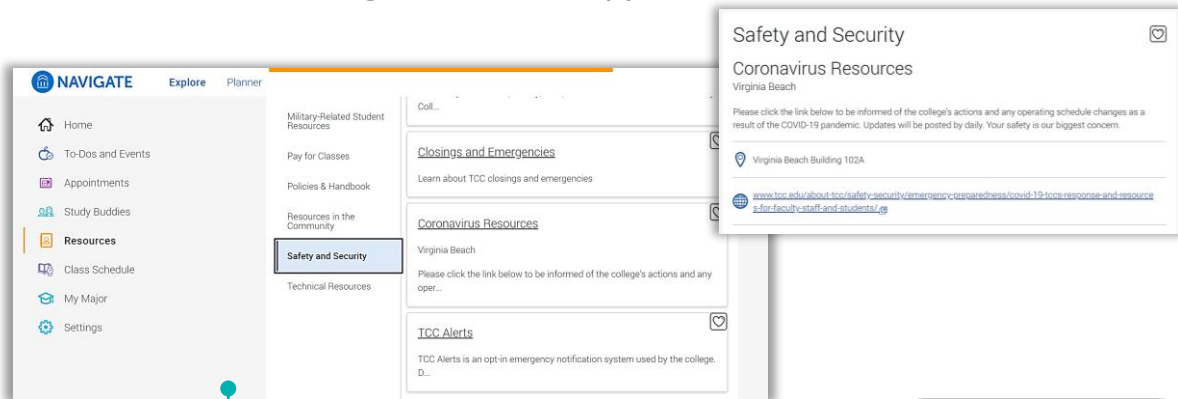 NAVIGATE
Explore
Planner
Home
To-Dos and Events
Appointments
Study Buddies
Resources
Class Schedule
My Major
Settings
Military-Related Student
Resources
Pay for Classes
Policies & Handbook
Resources in the
Community
Safety and Security
Technical Resources
Coll...
Closings and Emergencies
Learn about TCC closings and emergencies
Coronavirus Resources
Virginia Beach
Please click the link below to be informed of the college's actions and any
oper...
TCC Alerts
TCC Alerts is an opt-in emergency notification system used by the college.
D...
Safety and Security
Coronavirus Resources
Virginia Beach
Please click the link below to be informed of the college's actions and any operating schedule changes as a
result of the COVID-19 pandemic. Updates will be posted by daily. Your safety is our biggest concern.
Virginia Beach Building 102A
www.tcc.edu/about-tcc/safety-security/emergency-preparedness/covid-19-tccs-response-and-resource
s-for-faculty-staff-and-students/